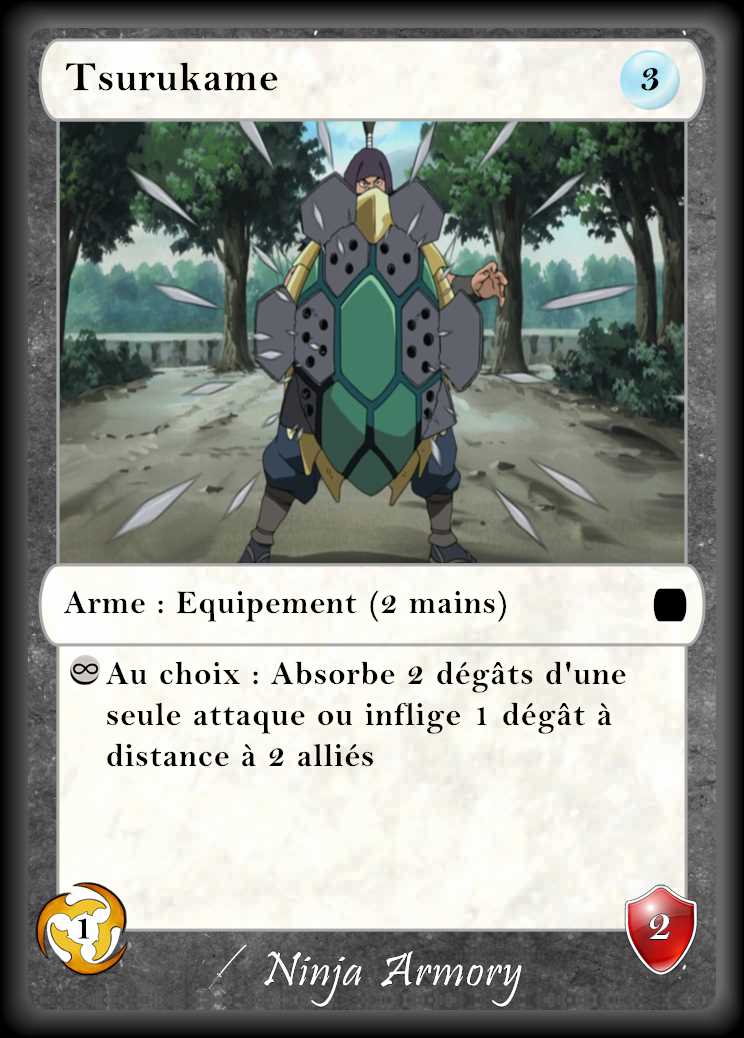 Tsurukame
3
Arme : Equipement (2 mains)
∞ Au choix : Absorbe 2 dégâts d'une
seule attaque ou inflige 1 dégât à
distance à 2 alliés
1
2
Ninja Armory